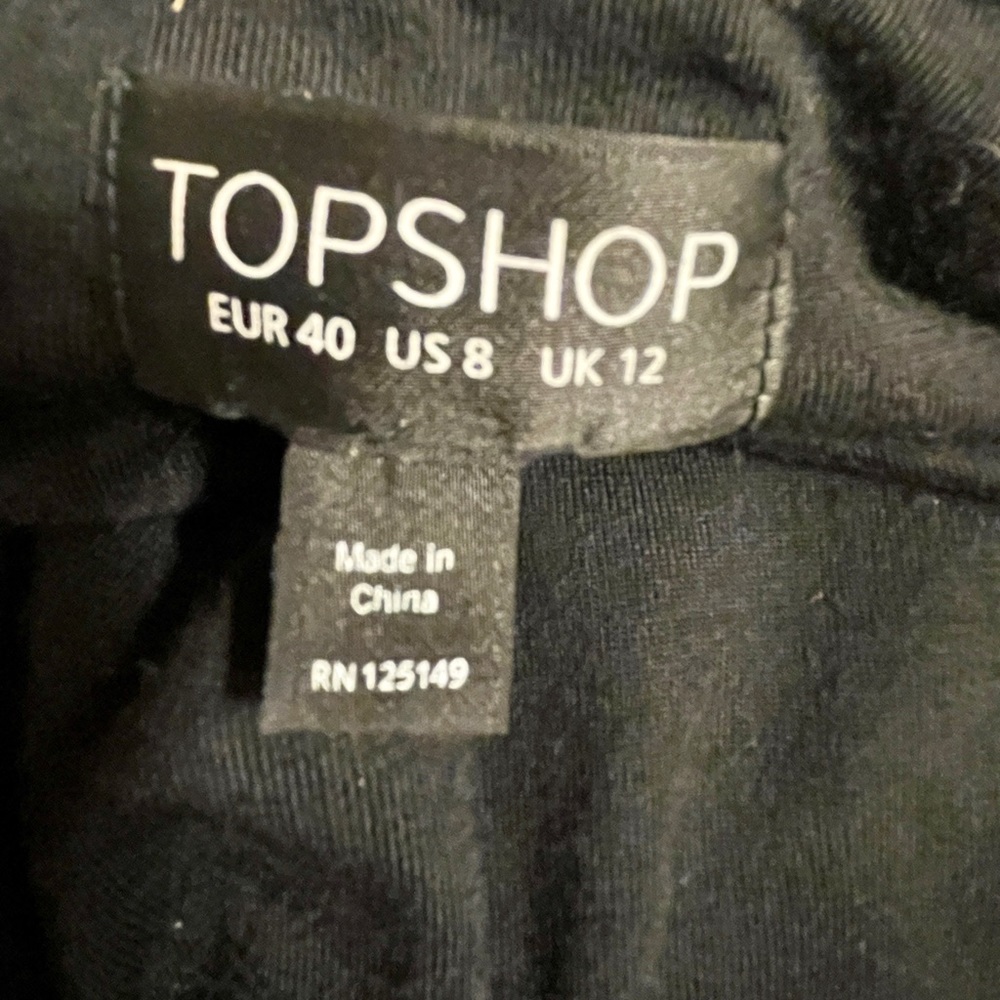 TOPSHOP
EUR 40 US 8 UK 12
Made in
China
RN 125149